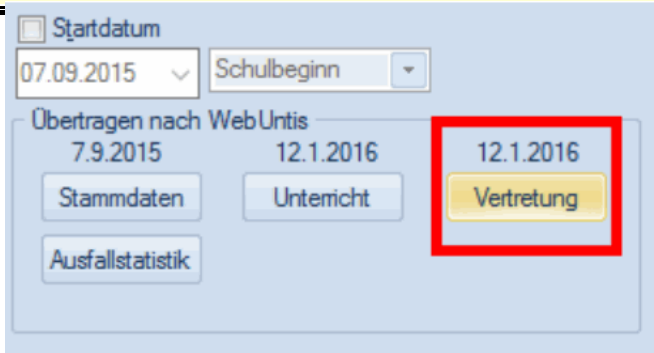 Startdatum
07.09.2015 Schulbeginn
Übertragen nach WebUntis
7.9.2015 12.1.2016 12.1.2016
Stammdaten Unterricht Vertretung
Ausfallstatistik